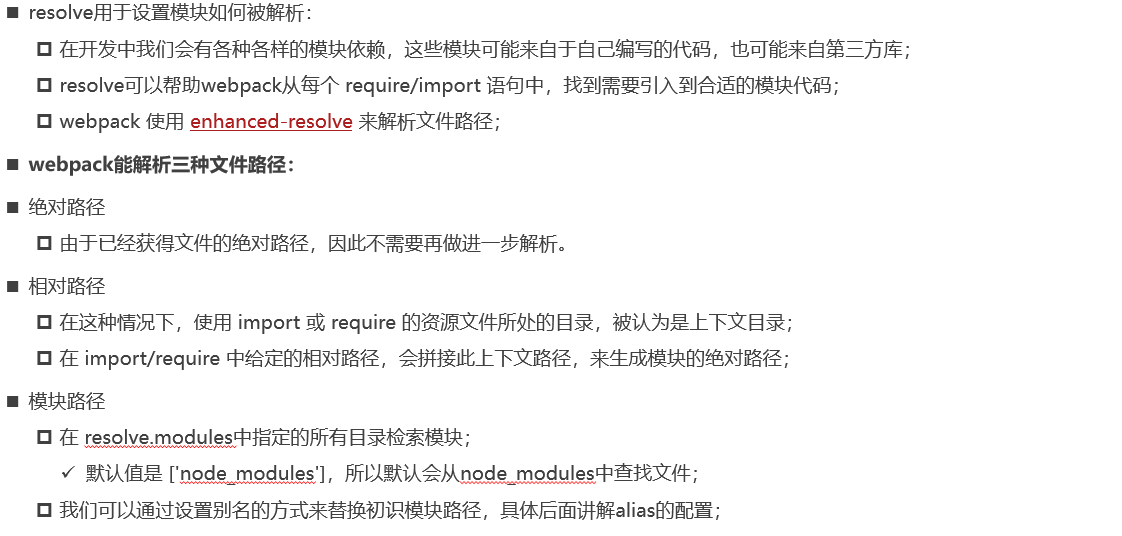 resolve用于设置模块如何被解析：
在开发中我们会有各种各样的模块依赖，这些模块可能来自于自己编写的代码，也可能来自第三方库；
resolve可以帮助webpack从每个 require/import 语句中，找到需要引入到合适的模块代码；
webpack 使用 enhanced-resolve 来解析文件路径；
webpack能解析三种文件路径：
绝对路径
由于已经获得文件的绝对路径，因此不需要再做进一步解析。
相对路径
在这种情况下，使用 import 或 require 的资源文件所处的目录，被认为是上下文目录；
在 import/require 中给定的相对路径，会拼接此上下文路径，来生成模块的绝对路径；
模块路径
在 resolve.modules中指定的所有目录检索模块；
默认值是 ['node_modules']，所以默认会从node_modules中查找文件；
我们可以通过设置别名的方式来替换初识模块路径，具体后面讲解alias的配置；